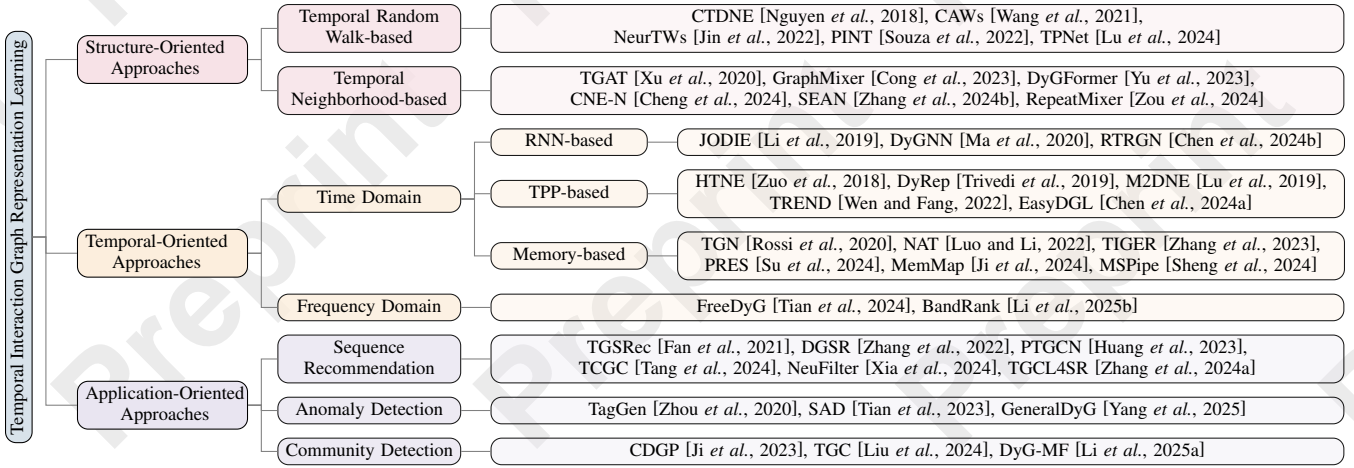 Temporal Interaction Graph Representation Learning
Structure-Oriented
Approaches
Temporal Random
Walk-based
CTDNE [Nguyen et al., 2018], CAWs [Wang et al., 2021],
NeurTWs [Jin et al., 2022], PINT [Souza et al., 2022], TPNet [Lu et al., 2024]
Temporal
Neighborhood-based
TGAT [Xu et al., 2020], GraphMixer [Cong et al., 2023], DyGFormer [Yu et al., 2023],
CNE-N [Cheng et al., 2024], SEAN [Zhang et al., 2024b], RepeatMixer [Zou et al., 2024]
Temporal-Oriented
Approaches
Time Domain
RNN-based
JODIE [Li et al., 2019], DyGNN [Ma et al., 2020], RTRGN [Chen et al., 2024b]
TPP-based
HTNE [Zuo et al., 2018], DyRep [Trivedi et al., 2019], M2DNE [Lu et al., 2019],
TREND [Wen and Fang, 2022], EasyDGL [Chen et al., 2024a]
Memory-based
TGN [Rossi et al., 2020], NAT [Luo and Li, 2022], TIGER [Zhang et al., 2023],
PRES [Su et al., 2024], MemMap [Ji et al., 2024], MSPipe [Sheng et al., 2024]
Frequency Domain
FreeDyG [Tian et al., 2024], BandRank [Li et al., 2025b]
Application-Oriented
Approaches
Sequence
Recommendation
TGSRec [Fan et al., 2021], DGSR [Zhang et al., 2022], PTGCN [Huang et al., 2023],
TCGC [Tang et al., 2024], NeuFilter [Xia et al., 2024], TGCL4SR [Zhang et al., 2024a]
Anomaly Detection
TagGen [Zhou et al., 2020], SAD [Tian et al., 2023], GeneralDyG [Yang et al., 2025]
Community Detection
CDGP [Ji et al., 2023], TGC [Liu et al., 2024], DyG-MF [Li et al., 2025a]
Preprint
Preprint
Preprint